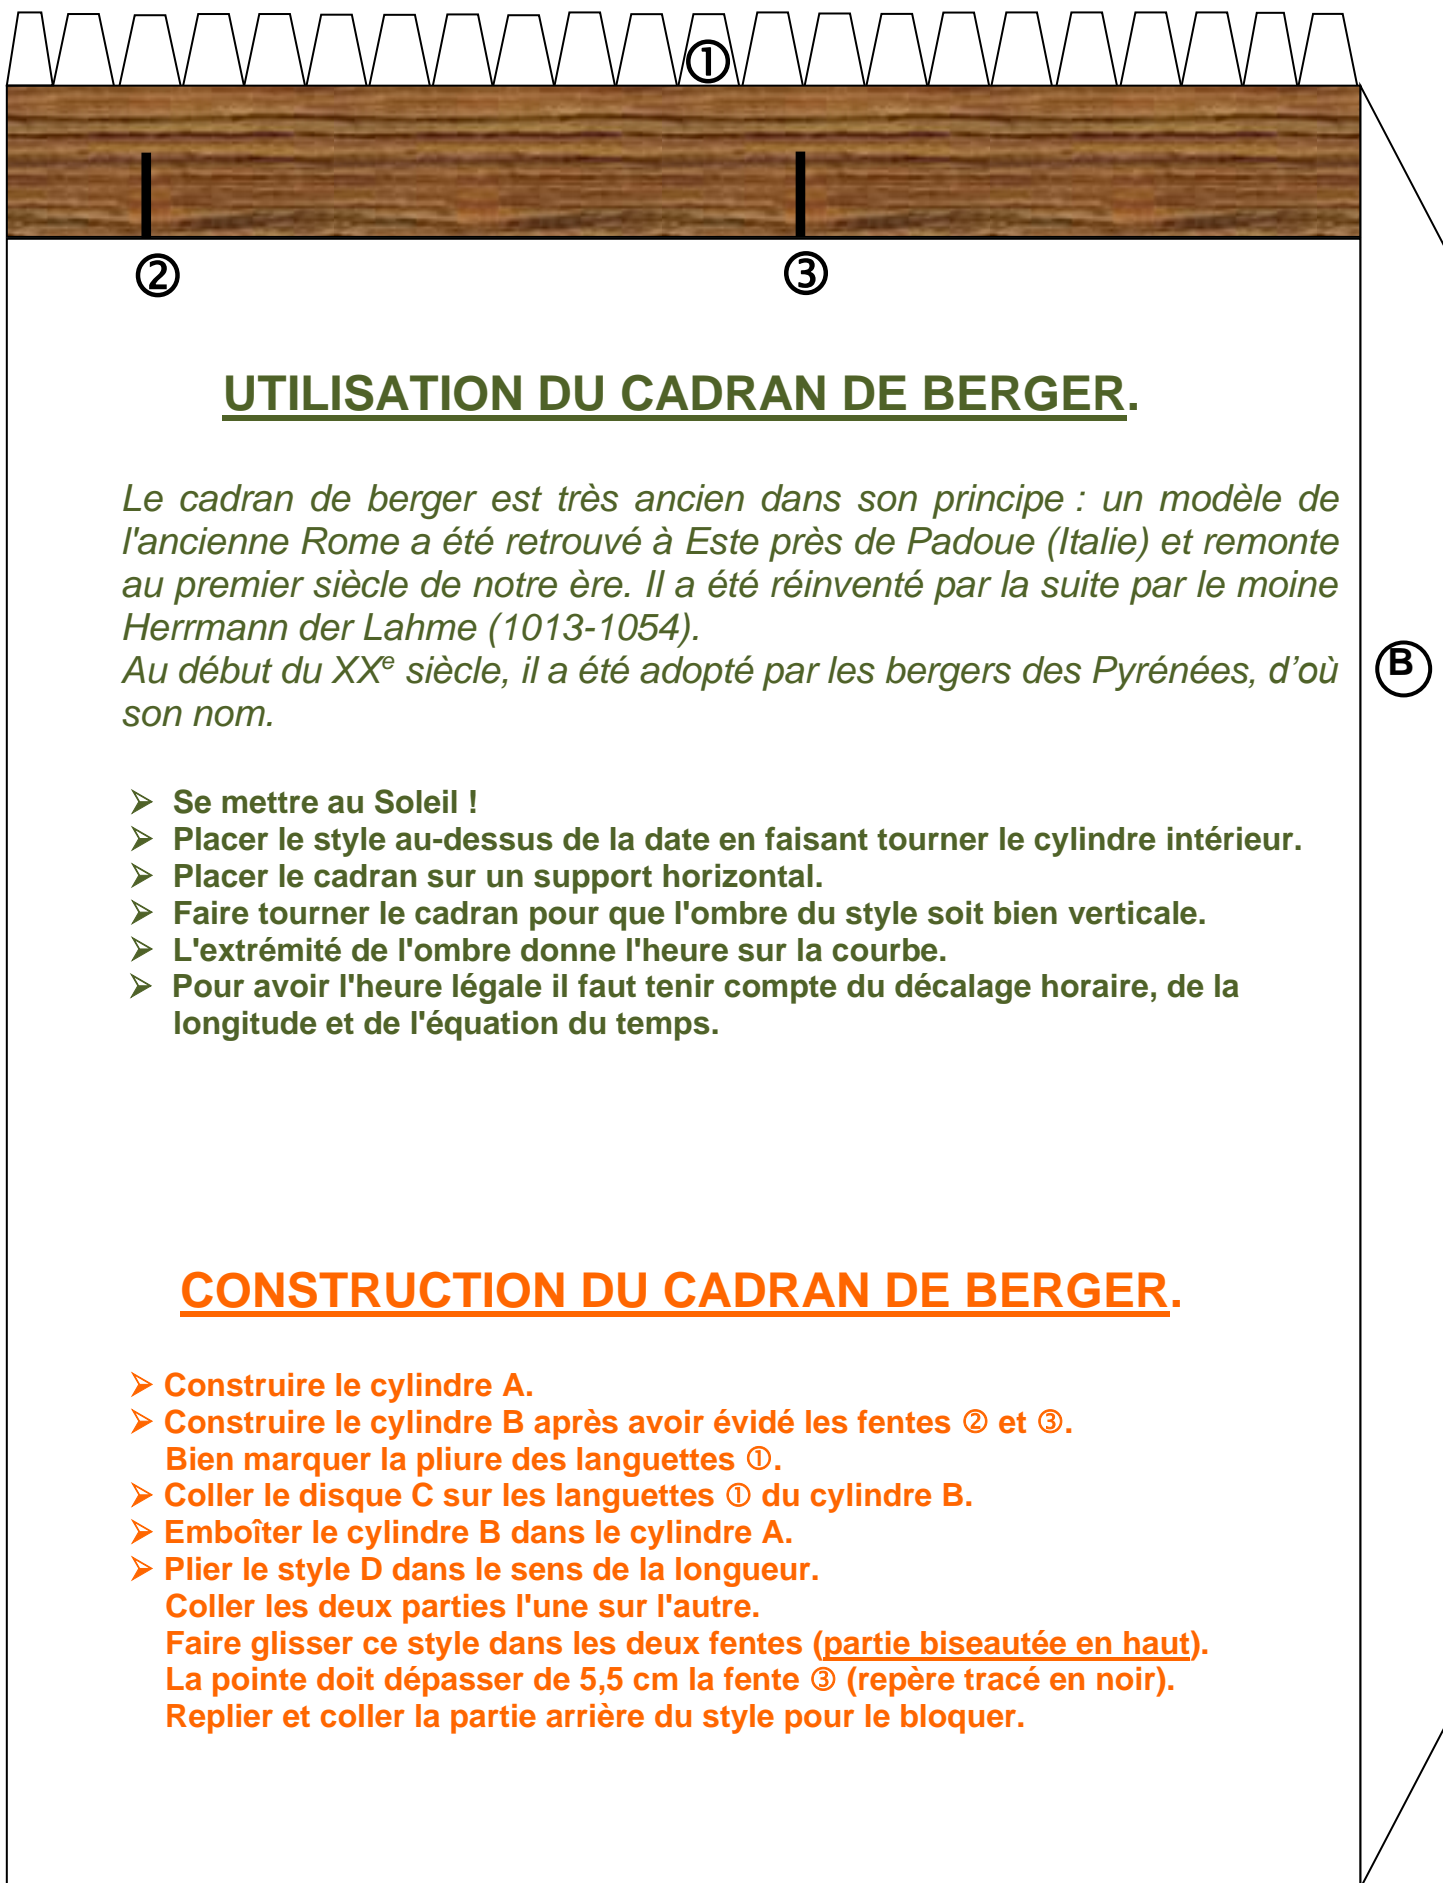 ①
② ③
UTILISATION DU CADRAN DE BERGER.
Le cadran de berger est très ancien dans son principe : un modèle de
l'ancienne Rome a été retrouvé à Este près de Padoue (Italie) et remonte
au premier siècle de notre ère. Il a été réinventé par la suite par le moine
Herrmann der Lahme (1013-1054).
Au début du XXe siècle, il a été adopté par les bergers des Pyrénées, d’où
son nom.
B
➢ Se mettre au Soleil !
➢ Placer le style au-dessus de la date en faisant tourner le cylindre intérieur.
➢ Placer le cadran sur un support horizontal.
➢ Faire tourner le cadran pour que l'ombre du style soit bien verticale.
➢ L'extrémité de l'ombre donne l'heure sur la courbe.
➢ Pour avoir l'heure légale il faut tenir compte du décalage horaire, de la
longitude et de l'équation du temps.
CONSTRUCTION DU CADRAN DE BERGER.
➢ Construire le cylindre A.
➢ Construire le cylindre B après avoir évidé les fentes ② et ③.
Bien marquer la pliure des languettes ①.
➢ Coller le disque C sur les languettes ① du cylindre B.
➢ Emboîter le cylindre B dans le cylindre A.
➢ Plier le style D dans le sens de la longueur.
Coller les deux parties l'une sur l'autre.
Faire glisser ce style dans les deux fentes (partie biseautée en haut).
La pointe doit dépasser de 5,5 cm la fente ③ (repère tracé en noir).
Replier et coller la partie arrière du style pour le bloquer.